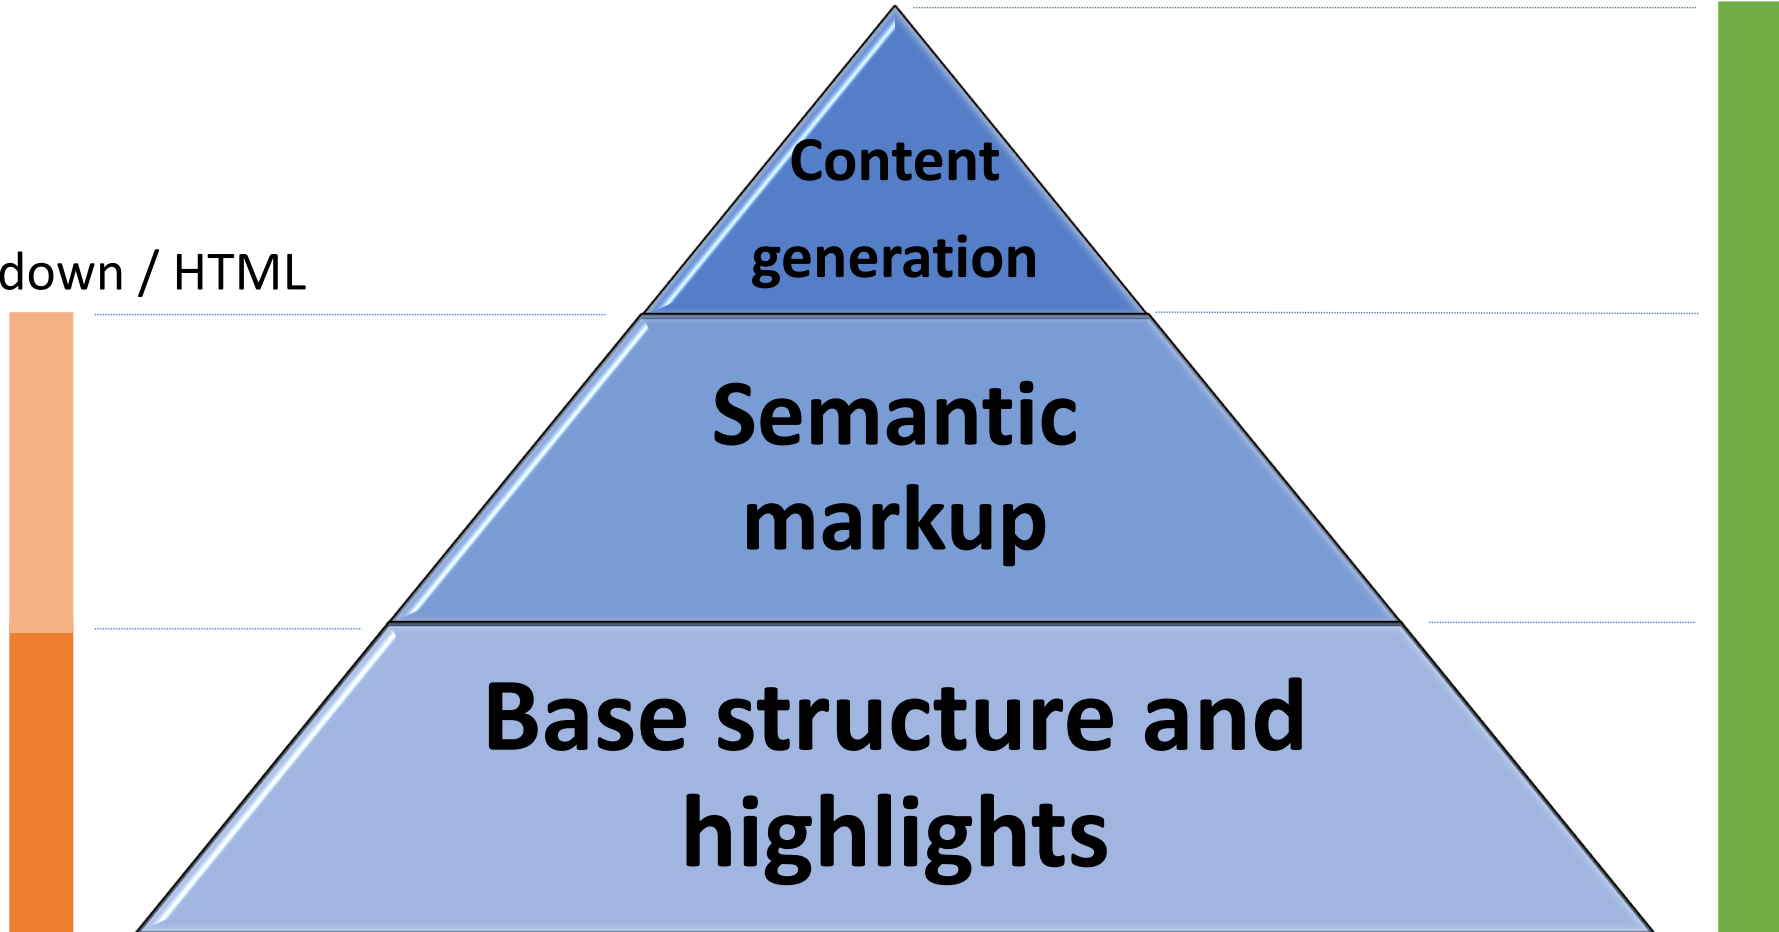 Content
generation
down / HTML
Semantic
markup
Base structure and
highlights